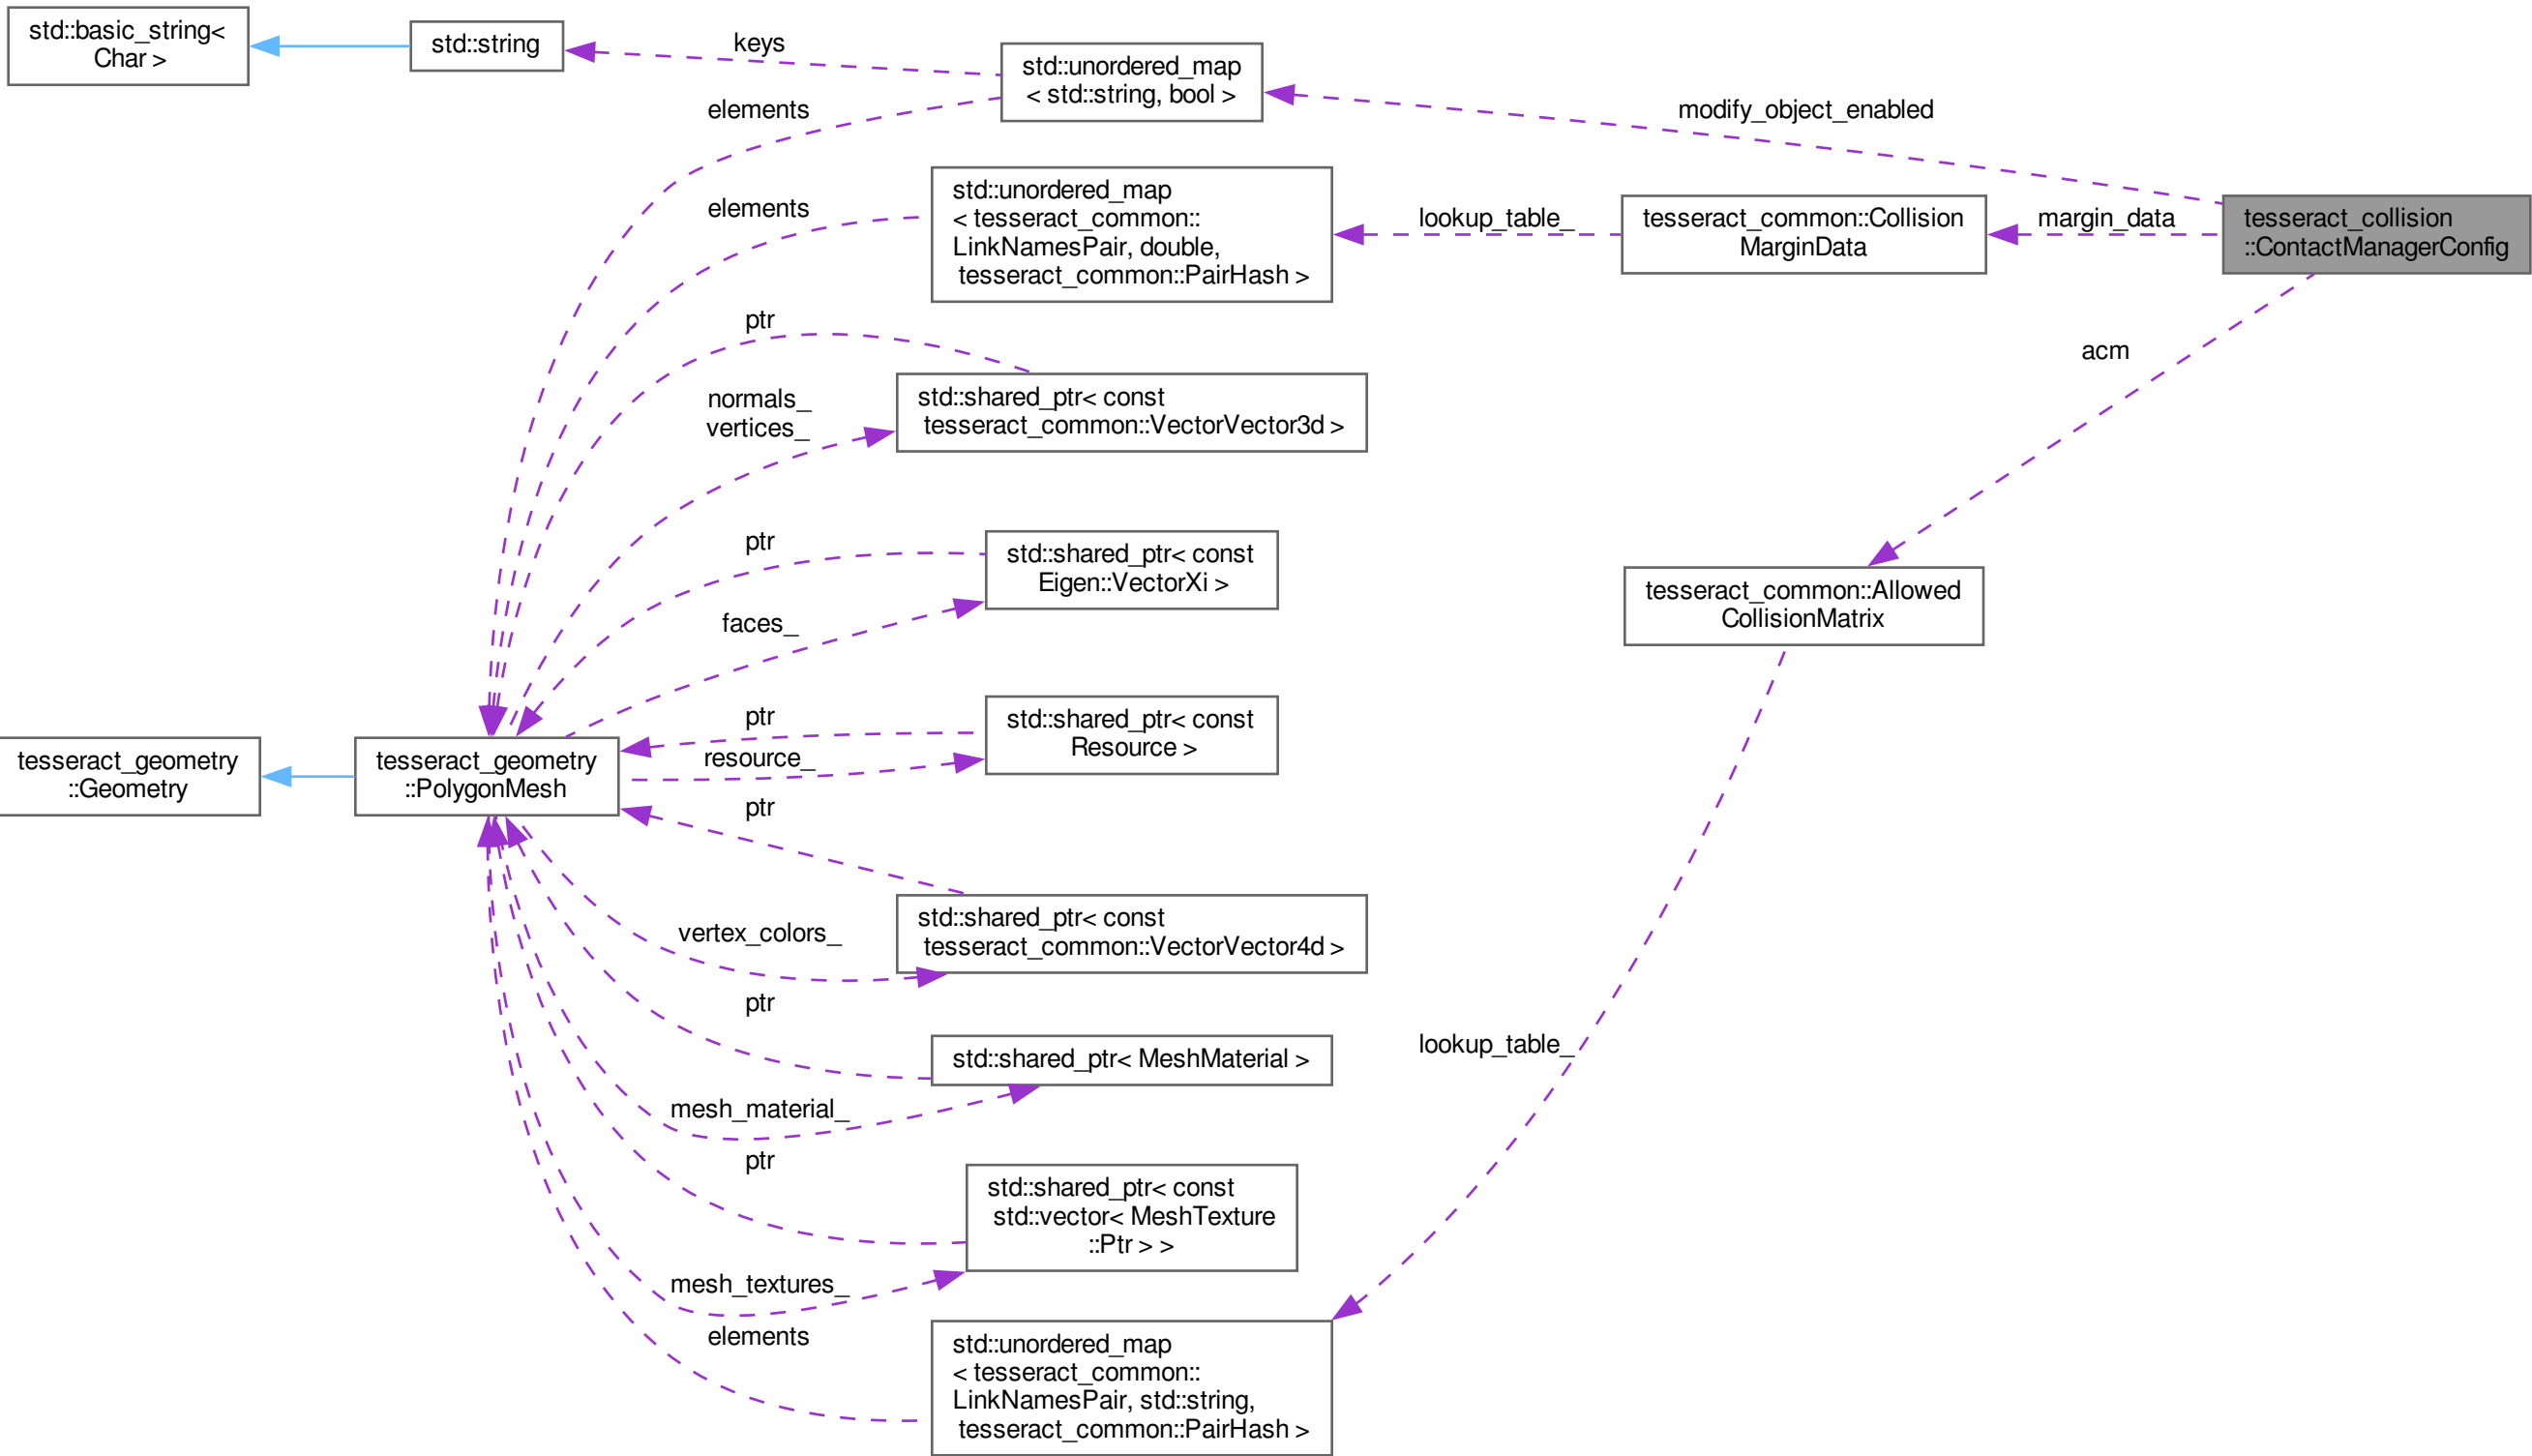 std::basic_string<
Char >
std::string
keys
std::unordered_map
< std::string, bool >
elements
modify_object_enabled
std::unordered_map
< tesseract_common::
LinkNamesPair, double,
tesseract_common::PairHash >
elements
lookup_table_
tesseract_common::Collision
MarginData
margin_data
tesseract_collision
::ContactManagerConfig
ptr
acm
std::shared_ptr< const
tesseract_common::VectorVector3d >
normals_
vertices_
ptr
std::shared_ptr< const
Eigen::VectorXi >
faces_
tesseract_common::Allowed
CollisionMatrix
ptr
std::shared_ptr< const
Resource >
resource_
tesseract_geometry
::Geometry
tesseract_geometry
::PolygonMesh
ptr
std::shared_ptr< const
tesseract_common::VectorVector4d >
vertex_colors_
ptr
lookup_table_
std::shared_ptr< MeshMaterial >
mesh_material_
ptr
std::shared_ptr< const
std::vector< MeshTexture
::Ptr > >
mesh_textures_
elements
std::unordered_map
< tesseract_common::
LinkNamesPair, std::string,
tesseract_common::PairHash >